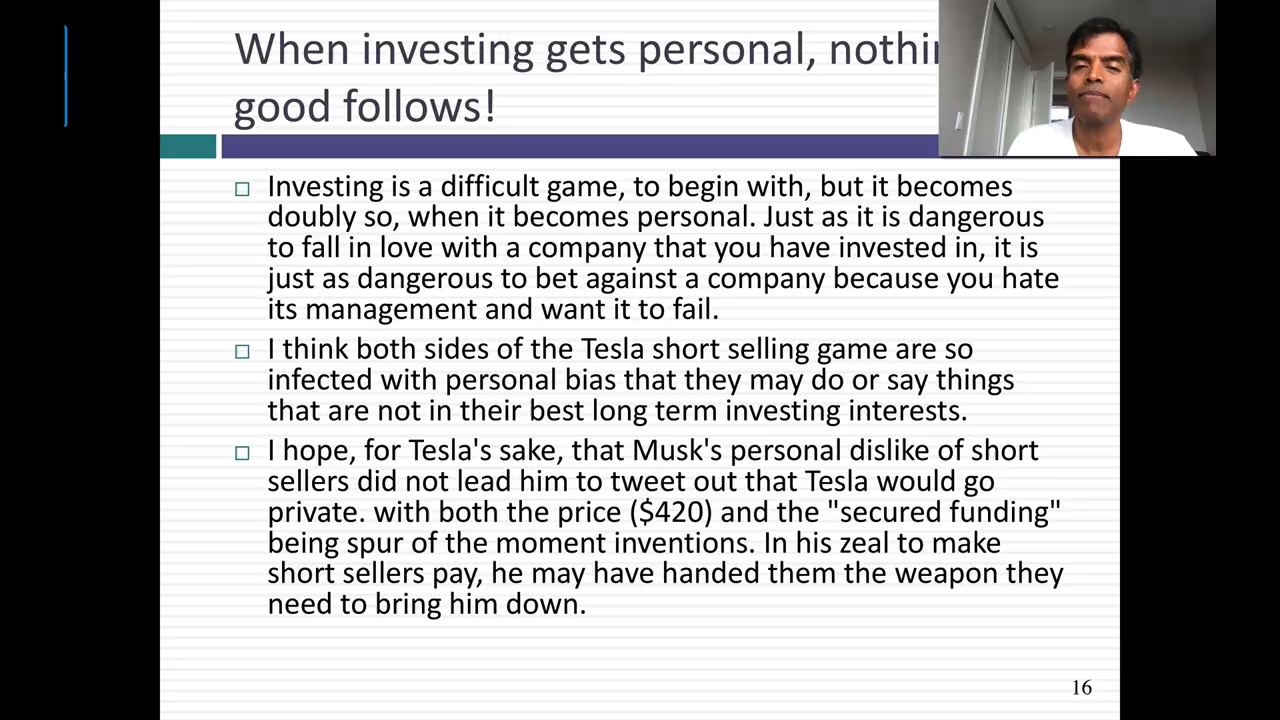 When investing gets personal,
good follows!
Investing is a difficult game, to begin with, but it becomes
doubly so, when it becomes personal. Just as it is dangerous
to fall in love with a company that you have invested in, it is
just as dangerous to bet against a company because you hate
its management and want it to fail.
I think both sides of the Tesla short selling game are so
infected with personal bias that they may do or say things
that are not in their best long term investing interests.
I hope, for Tesla's sake, that Musk's personal dislike of short
sellers did not lead him to tweet out that Tesla would go
private. with both the price ($420) and the "secured funding"
being spur of the moment inventions. In his zeal to make
short sellers pay, he may have handed them the weapon they
need to bring him down.
16